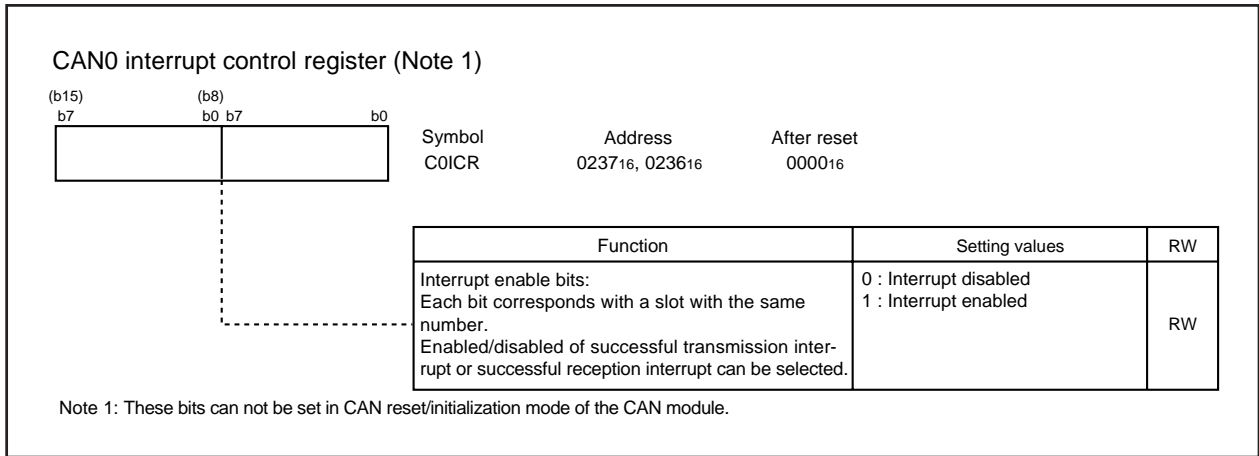 CAN0 interrupt control register (Note 1)
(b15) (b8)
b7 b0 b7 b0
Symbol Address After reset
C0ICR 023716, 023616 000016
Function Setting values RW
Interrupt enable bits:
Each bit corresponds with a slot with the same
number.
Enabled/disabled of successful transmission inter-
rupt or successful reception interrupt can be selected.
0 : Interrupt disabled
1 : Interrupt enabled
RW
Note 1: These bits can not be set in CAN reset/initialization mode of the CAN module.